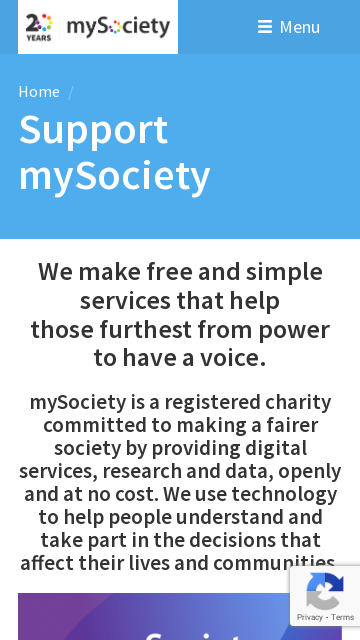 20 YEARS mySociety
Menu
Home /
Support
mySociety
We make free and simple
services that help
those furthest from power
to have a voice.
mySociety is a registered charity
committed to making a fairer
society by providing digital
services, research and data, openly
and at no cost. We use technology
to help people understand and
take part in the decisions that
affect their lives and communities
Privacy - Terms